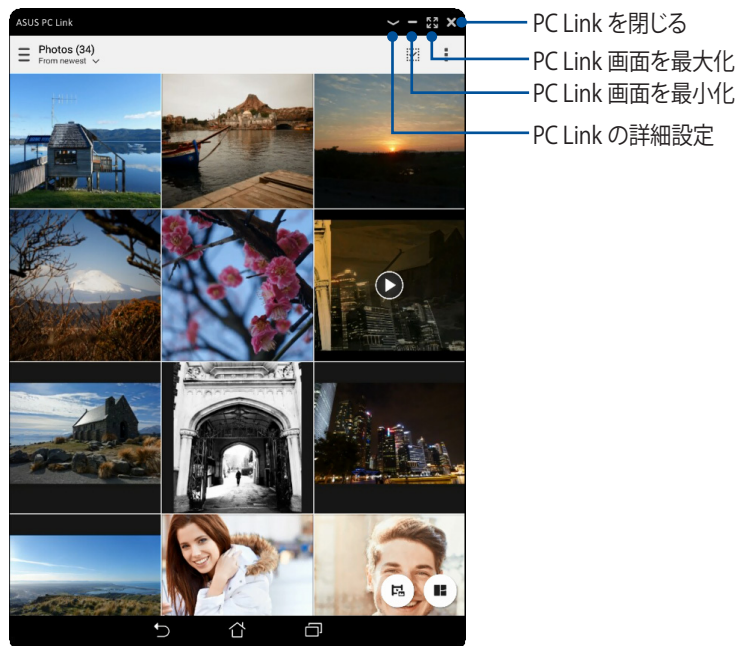 ASUS PC Link
Photos (34)
From newest
PC Link を閉じる
PC Link 画面を最大化
PC Link 画面を最小化
PC Link の詳細設定